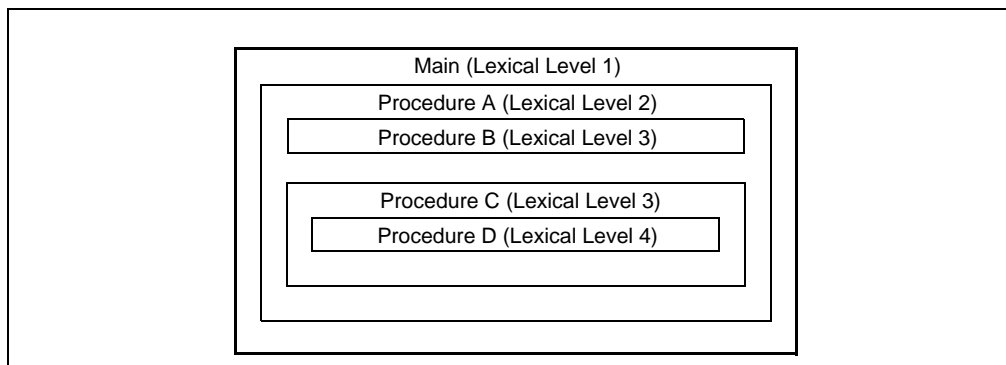 Main (Lexical Level 1)
Procedure A (Lexical Level 2)
Procedure B (Lexical Level 3)
Procedure C (Lexical Level 3)
Procedure D (Lexical Level 4)